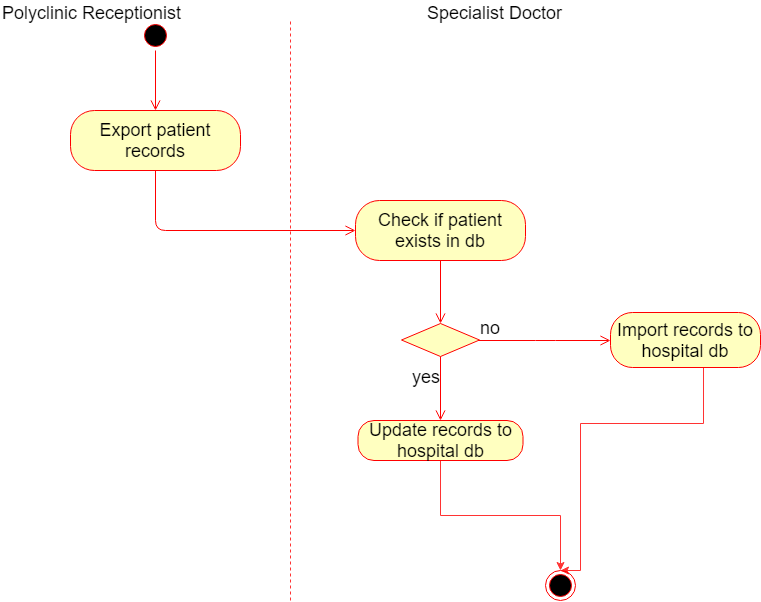 Polyclinic Receptionist
Specialist Doctor
Export patient
records
Check if patient
exists in db
no
Import records to
hospital db
yes
Update records to
hospital db